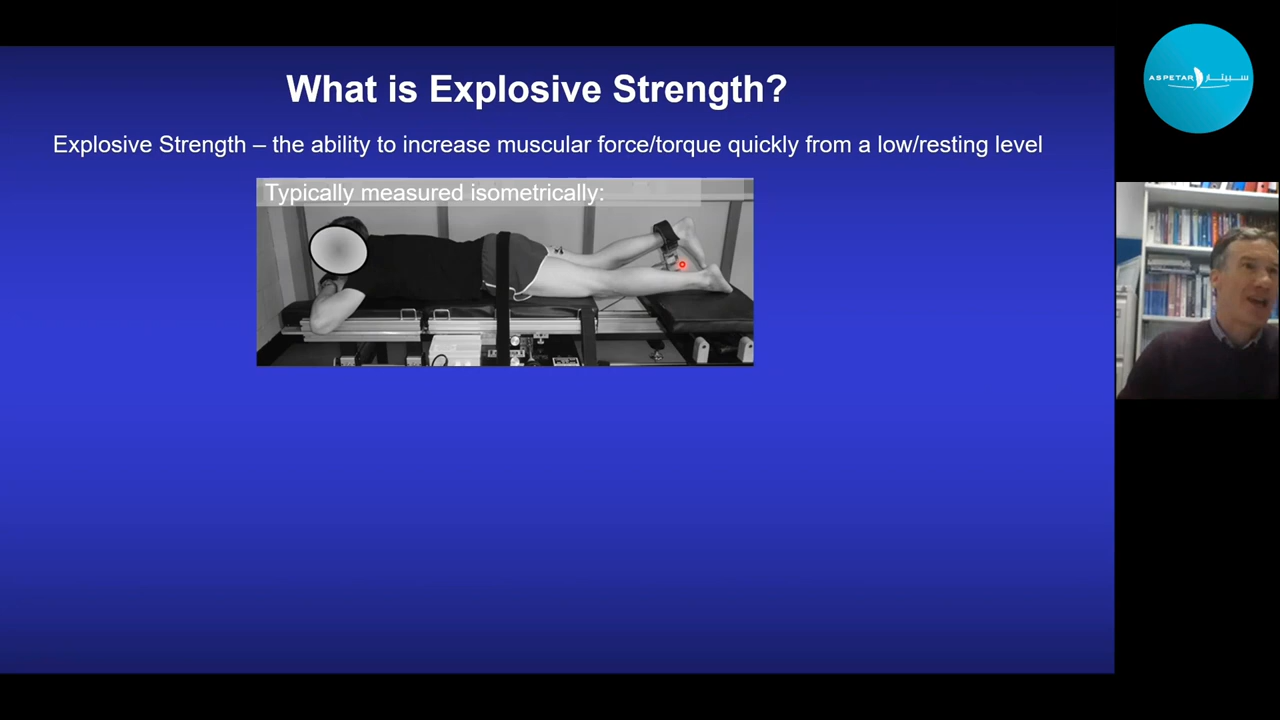 What is Explosive Strength?
Explosive Strength – the ability to increase muscular force/torque quickly from a low/resting level
Typically measured isometrically:
ASPETAR سبيتار